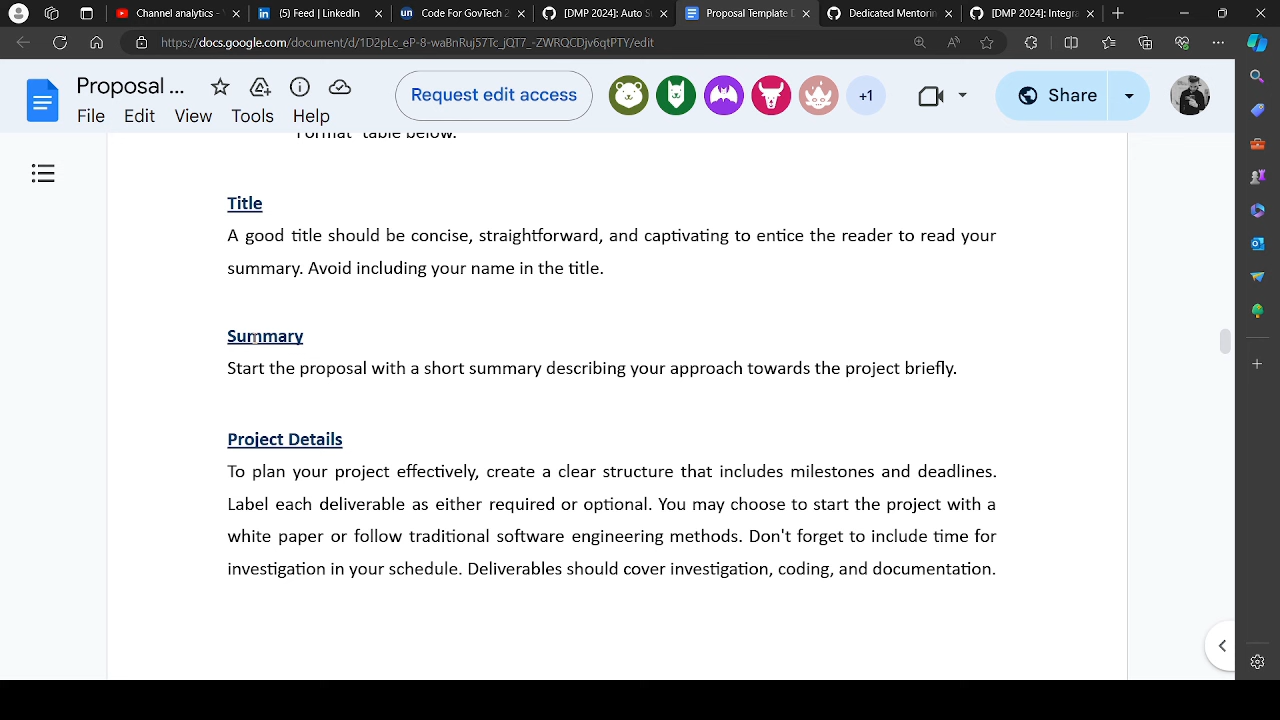 Channel analytics -
(5) Feed | LinkedIn
Code For GovTech 2
[DMP 2024]: Auto S
Proposal Template D
Dedicated Mentorin
[DMP 2024]: Integra
https://docs.google.com/document/d/1D2pLc_eP-8-waBnRuj57Tc_jQT7_-ZWRQCDjv6qtPTY/edit
Proposal ...
Request edit access
+1
Share
File Edit View Tools Help
"Format" table below.
Title
A good title should be concise, straightforward, and captivating to entice the reader to read your
summary. Avoid including your name in the title.
Summary
Start the proposal with a short summary describing your approach towards the project briefly.
Project Details
To plan your project effectively, create a clear structure that includes milestones and deadlines.
Label each deliverable as either required or optional. You may choose to start the project with a
white paper or follow traditional software engineering methods. Don't forget to include time for
investigation in your schedule. Deliverables should cover investigation, coding, and documentation.